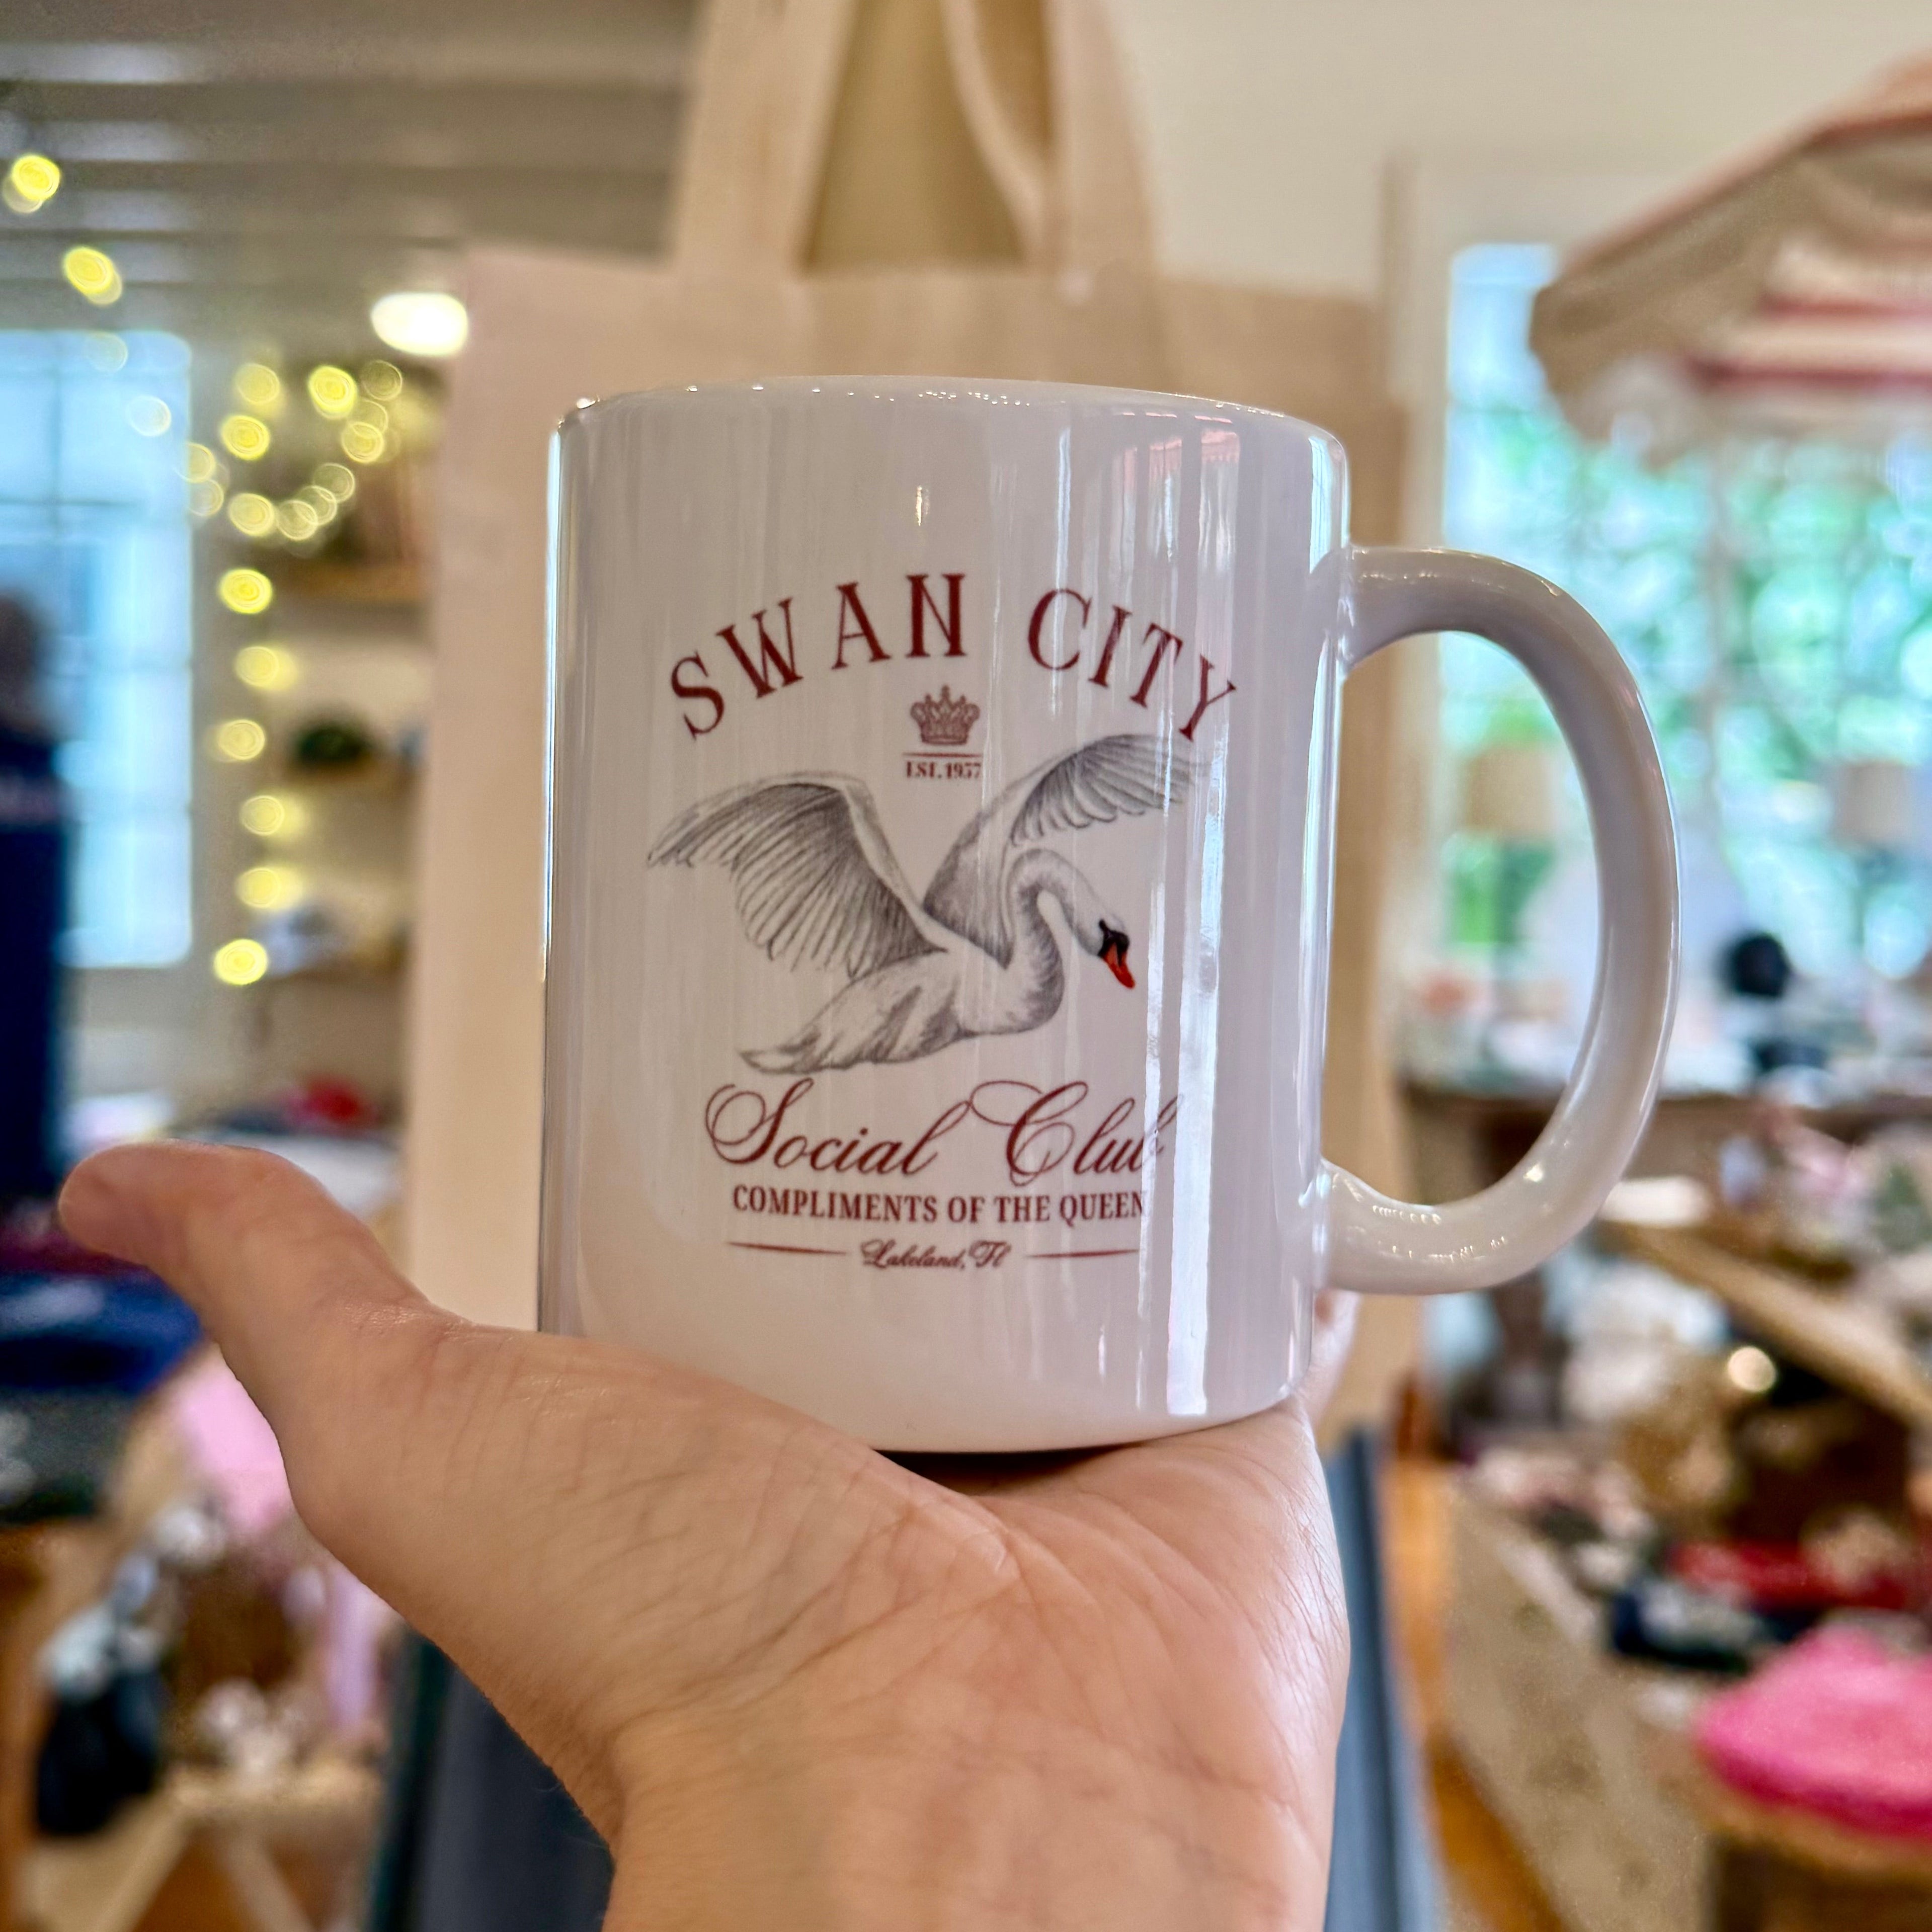 SWAN CITY
EST. 1957
Social Club
COMPLIMENTS OF THE QUEEN
Lakeland, Fl